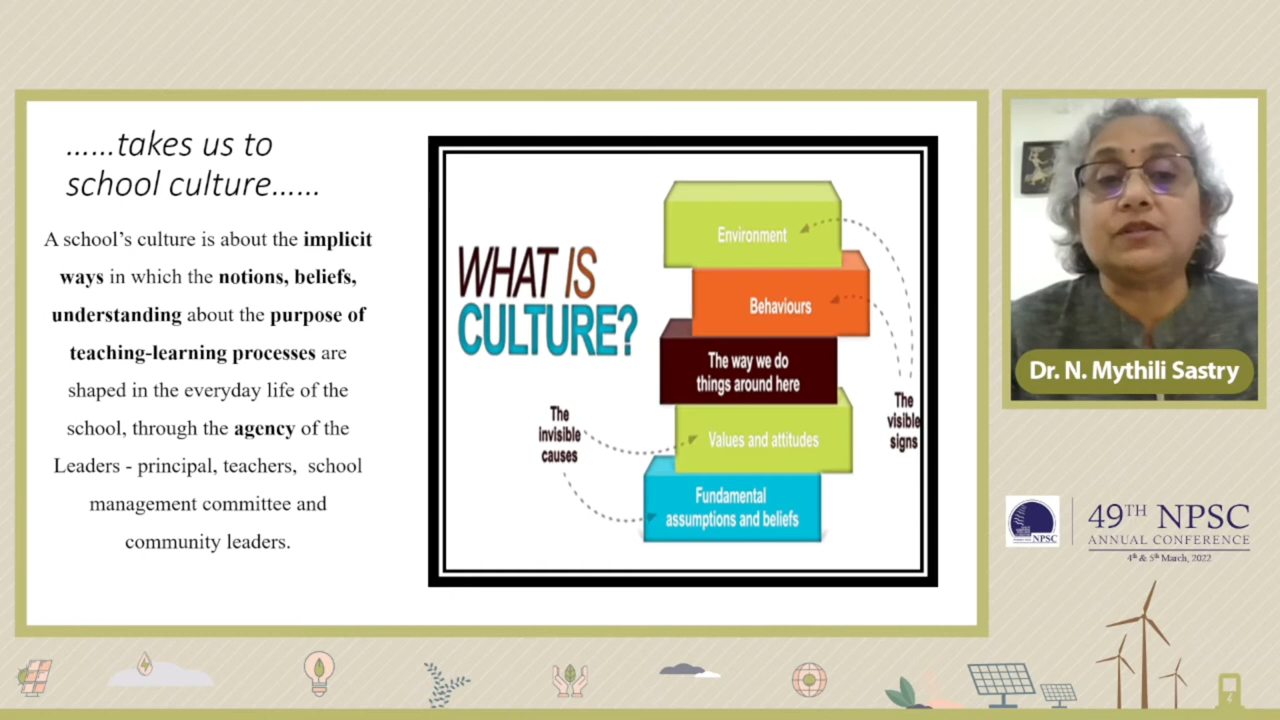 ……takes us to
school culture……
A school’s culture is about the implicit
ways in which the notions, beliefs,
understanding about the purpose of
teaching-learning processes are
shaped in the everyday life of the
school, through the agency of the
Leaders - principal, teachers, school
management committee and
community leaders.
WHAT IS
CULTURE?
Environment
Behaviours
The way we do
things around here
Values and attitudes
Fundamental
assumptions and beliefs
The
invisible
causes
The
visible
signs
Dr. N. Mythili Sastry
NPSC
49TH NPSC
ANNUAL CONFERENCE
4th & 5th March, 2022